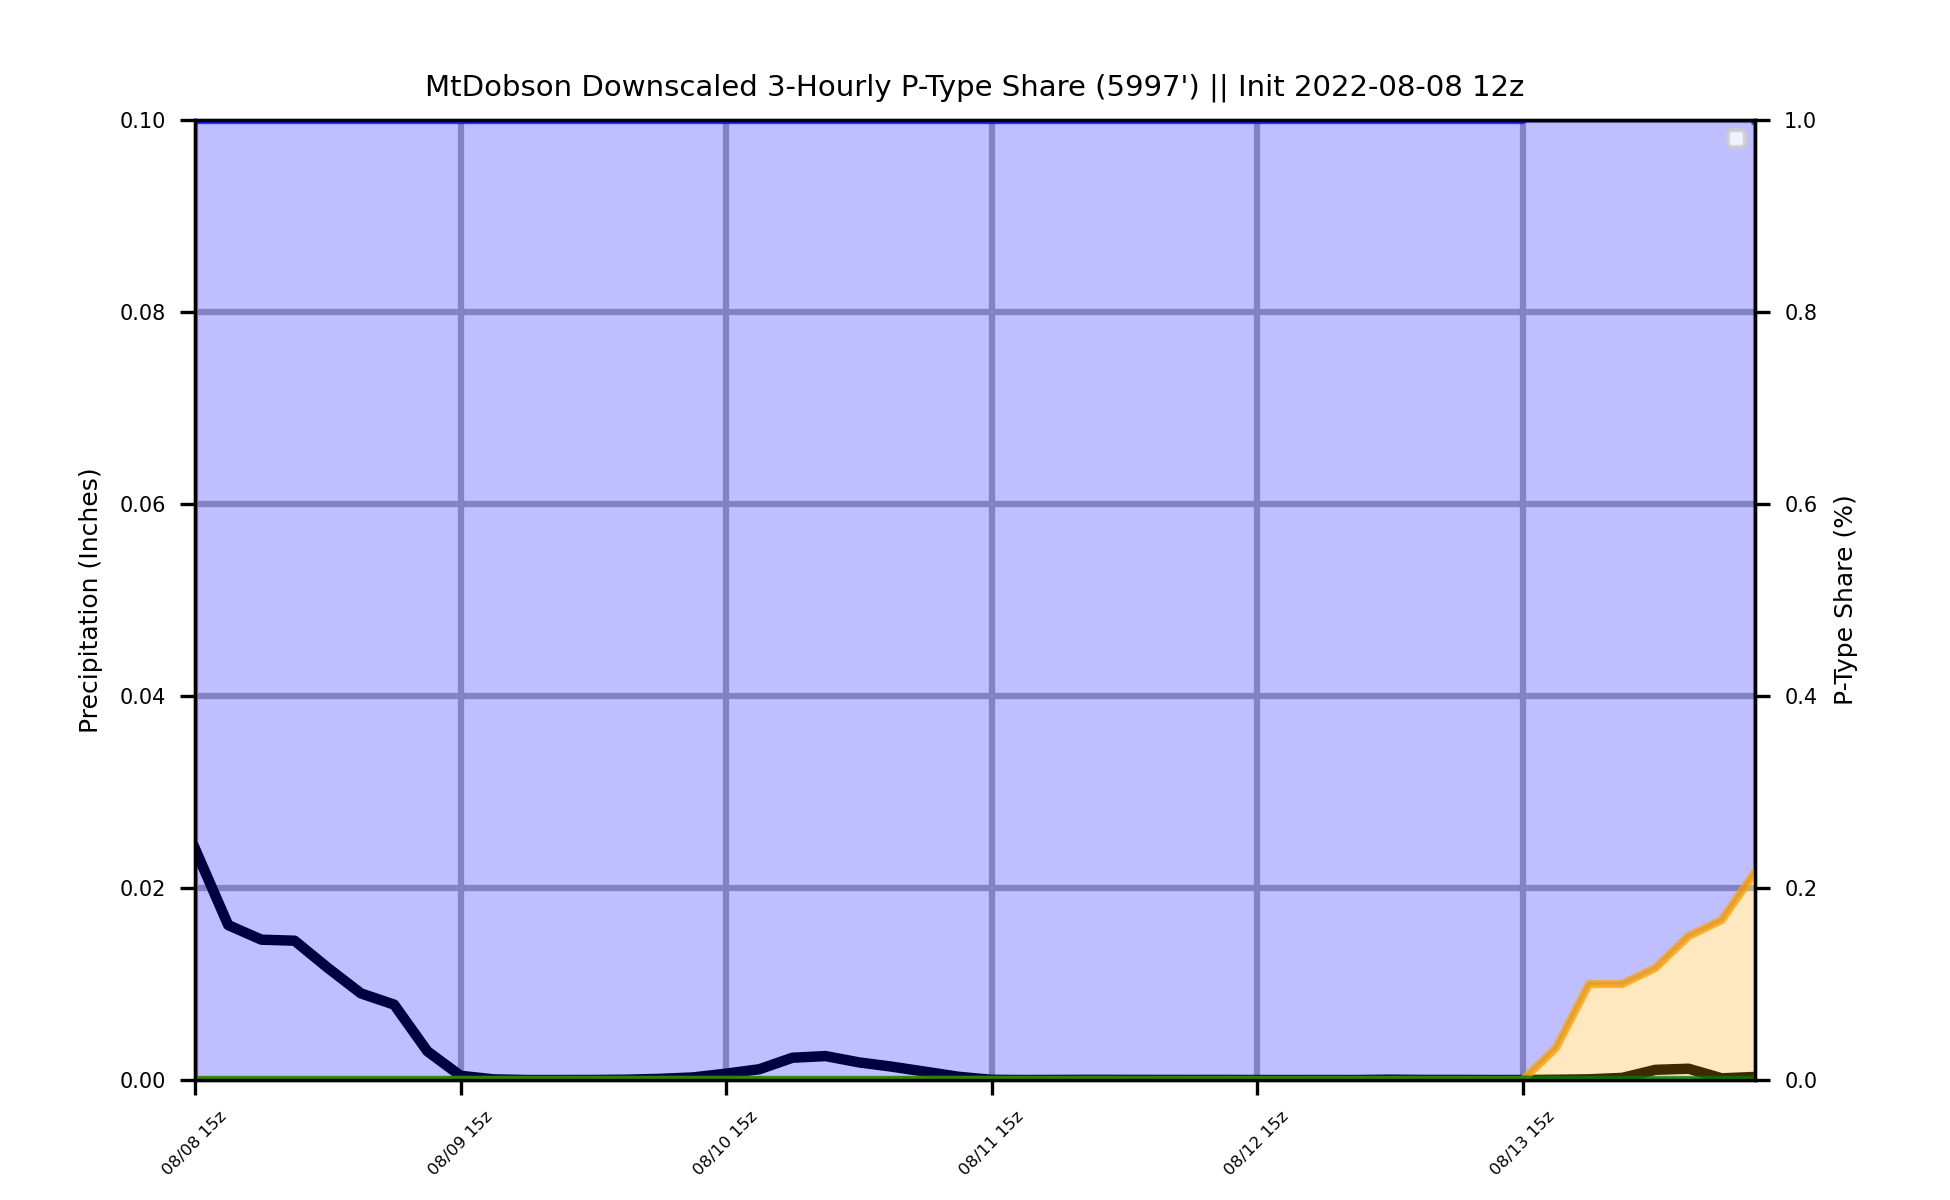 MtDobson Downscaled 3-Hourly P-Type Share (5997') || Init 2022-08-08 12z
0.10
0.08
0.06
0.04
0.02
0.00
Precipitation (Inches)
1.0
0.8
0.6
0.4
0.2
0.0
P-Type Share (%)
08/08 15z
08/09 15z
08/10 15z
08/11 15z
08/12 15z
08/13 15z